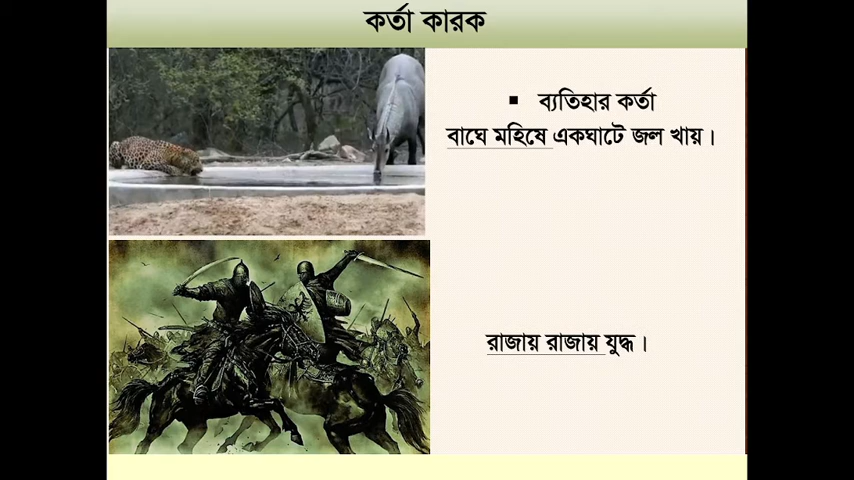 কর্তা কারক
▪ ব্যতিহার কর্তা
বাঘে মহিষে একঘাটে জল খায়।
রাজায় রাজায় যুদ্ধ।